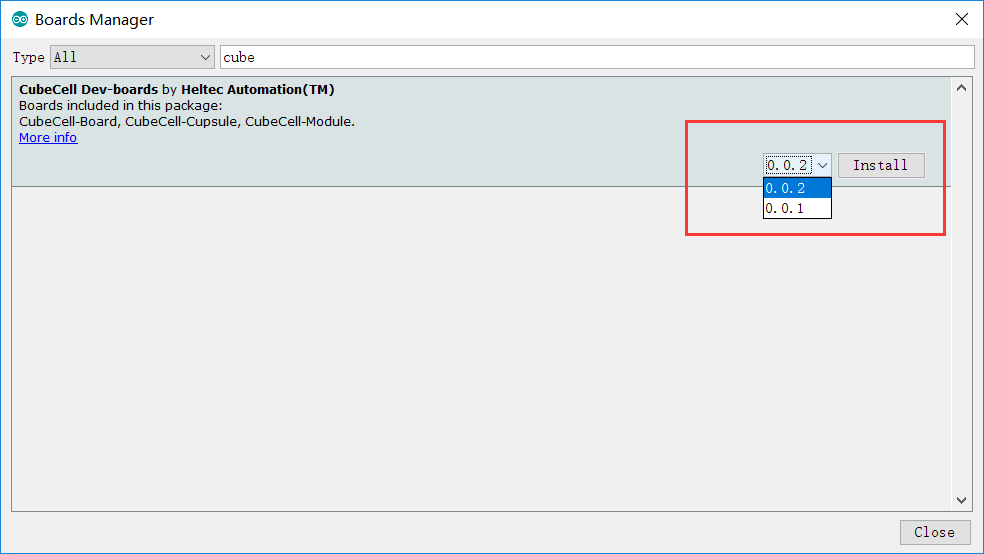 Boards Manager
Type All cube
CubeCell Dev-boards by Heltec Automation(TM)
Boards included in this package:
CubeCell-Board, CubeCell-Cupsule, CubeCell-Module.
More info
0.0.2 Install
0.0.2
0.0.1
Close